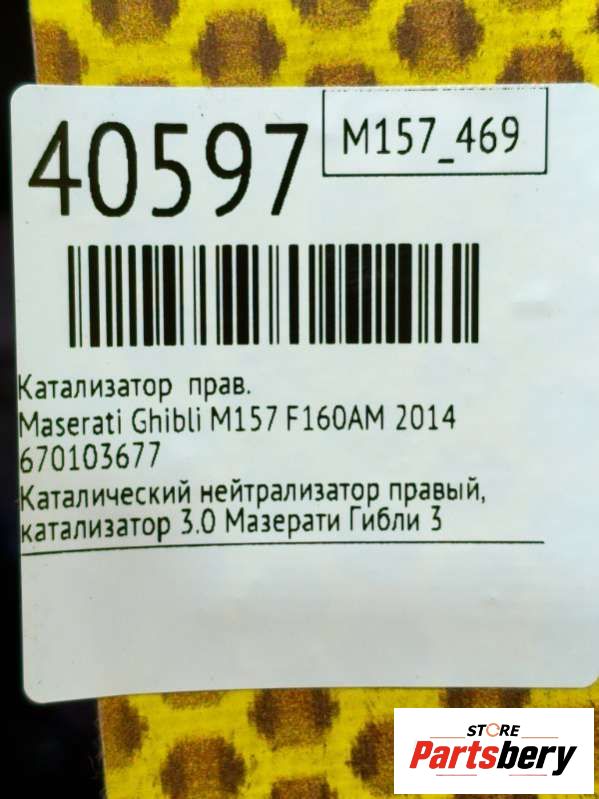 40597
M157_469
Катализатор прав.
Maserati Ghibli M157 F160AM 2014
670103677
Каталический нейтрализатор правый,
катализатор 3.0 Мазерати Гибли 3
STORE
Partsbery